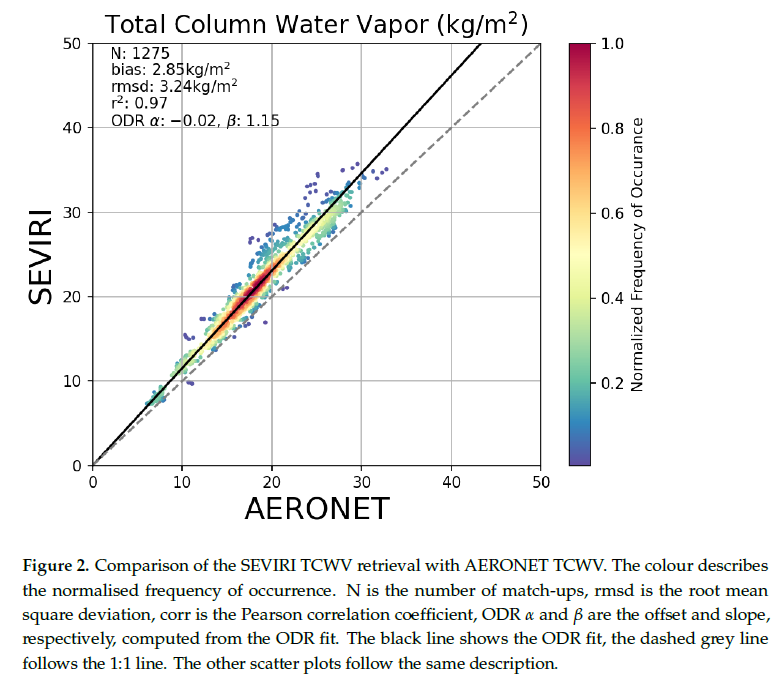 Total Column Water Vapor (kg/m²)
50
N: 1275
bias: 2.85kg/m²
rmsd: 3.24kg/m²
r²: 0.97
ODR α: −0.02, β: 1.15
40
30
20
10
0
SEVIRI
0 10 20 30 40 50
AERONET
1.0
0.8
0.6
0.4
0.2
Normalized Frequency of Occurance
Figure 2. Comparison of the SEVIRI TCWV retrieval with AERONET TCWV. The colour describes
the normalised frequency of occurrence. N is the number of match-ups, rmsd is the root mean
square deviation, corr is the Pearson correlation coefficient, ODR α and β are the offset and slope,
respectively, computed from the ODR fit. The black line shows the ODR fit, the dashed grey line
follows the 1:1 line. The other scatter plots follow the same description.